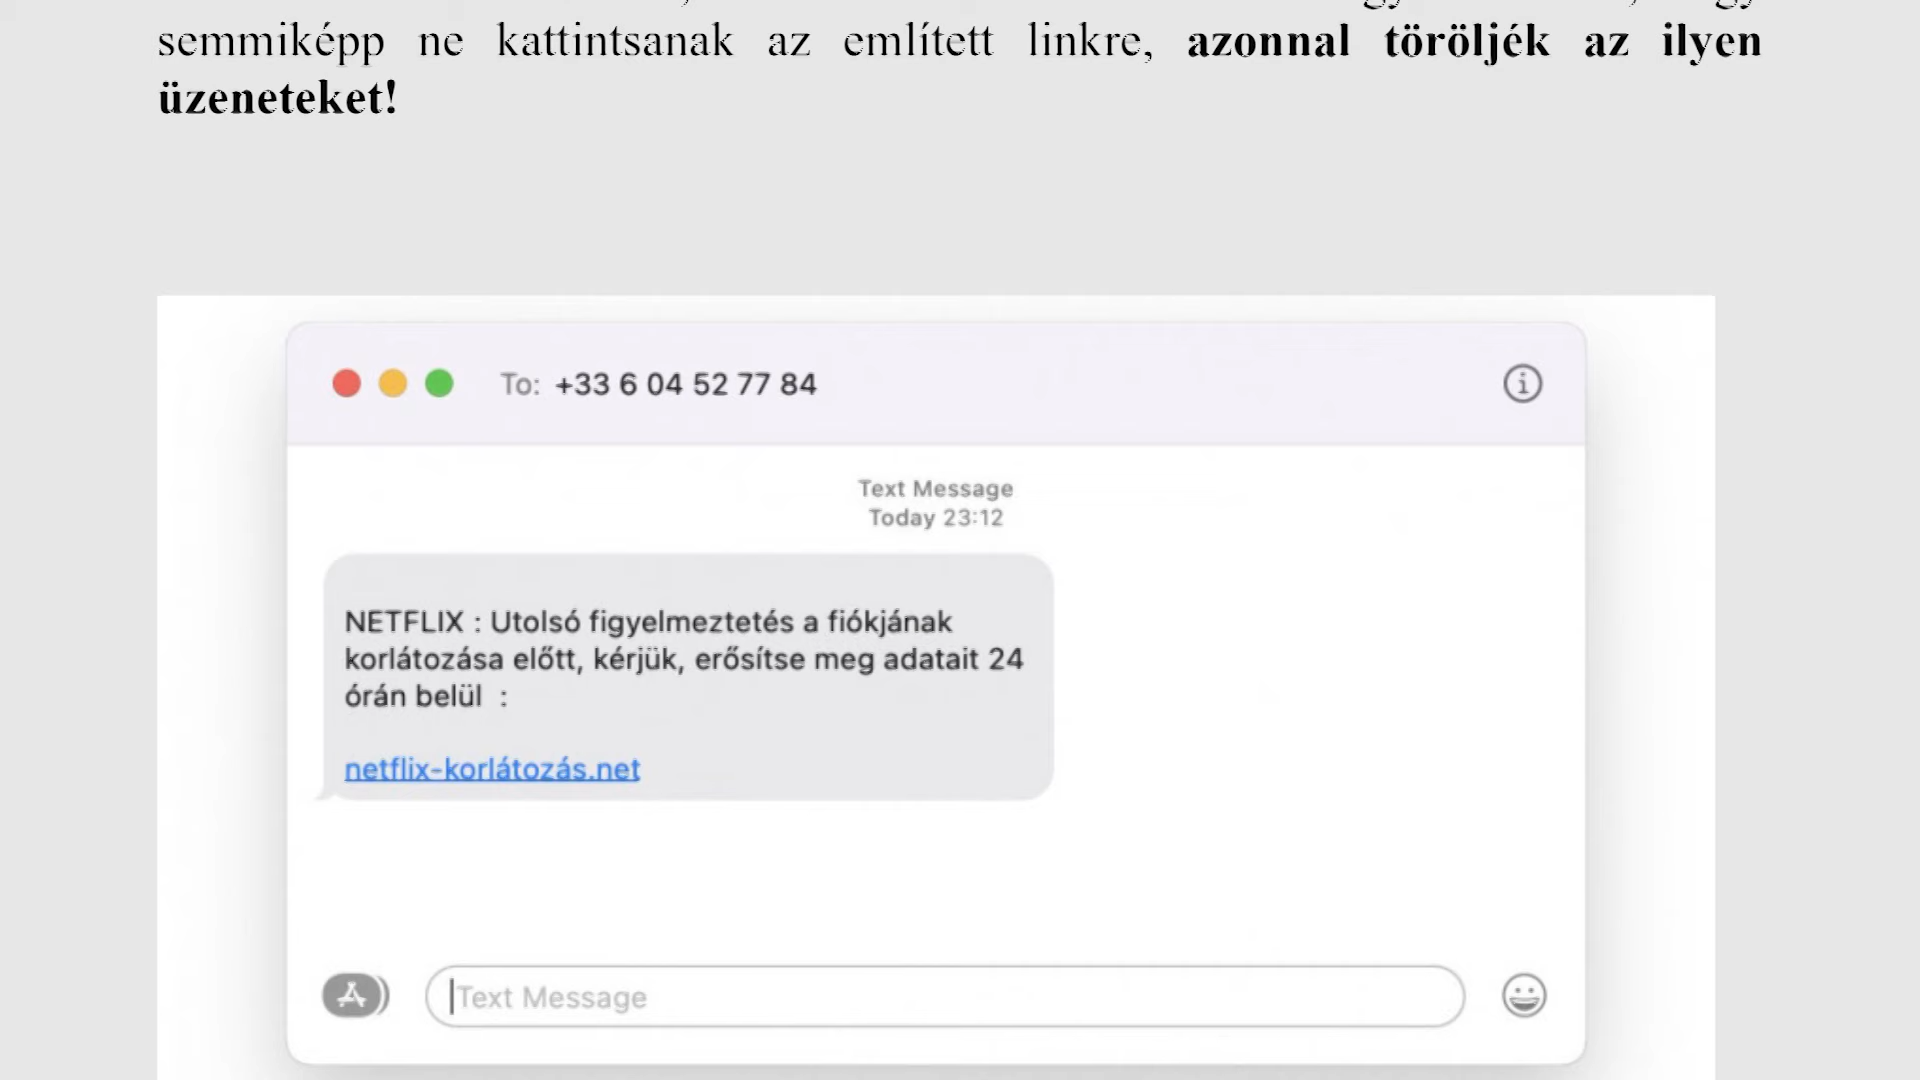 semmiképp ne kattintsanak az említett linkre, azonnal töröljék az ilyen
üzeneteket!
To: +33 6 04 52 77 84
Text Message
Today 23:12
NETFLIX : Utolsó figyelmeztetés a fiókjának
korlátozása előtt, kérjük, erősítse meg adatait 24
órán belül :
netflix-korlátozás.net
Text Message